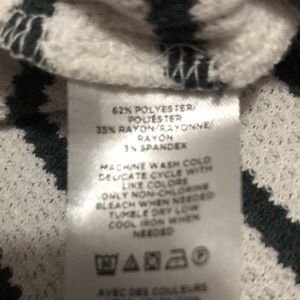 62% POLYESTER/
POLIÉSTER
35% RAYON/RAYONNE/
RAYÓN
3% SPANDEX
MACHINE WASH COLD
DELICATE CYCLE WITH
LIKE COLORS
ONLY NON-CHLORINE
BLEACH WHEN NEEDED
TUMBLE DRY LOW
COOL IRON WHEN NEEDED
AVEC DES COULEURS